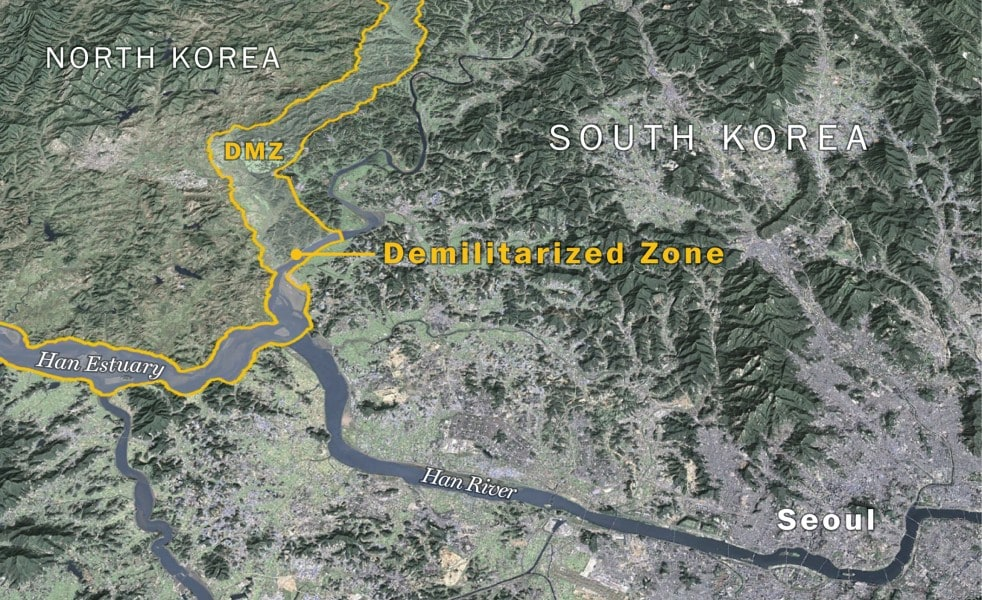 NORTH KOREA
SOUTH KOREA
DMZ
Demilitarized Zone
Han Estuary
Han River
Seoul